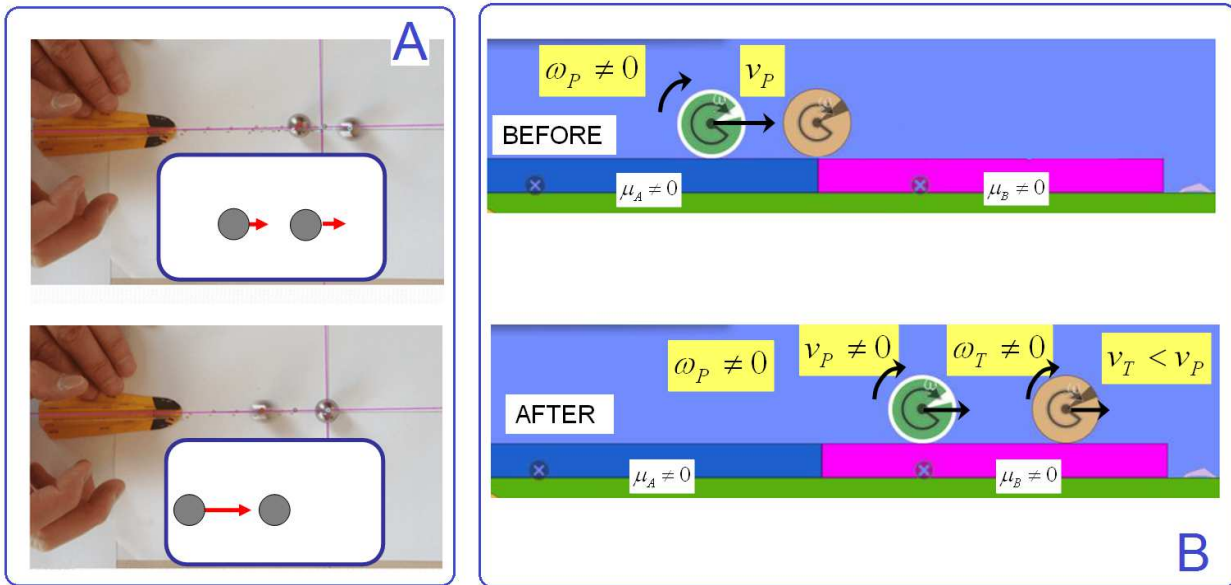 A
ω_P ≠ 0
v_P
BEFORE
μ_A ≠ 0
μ_B ≠ 0
ω_P ≠ 0
v_P ≠ 0
ω_T ≠ 0
v_T < v_P
AFTER
μ_A ≠ 0
μ_B ≠ 0
B